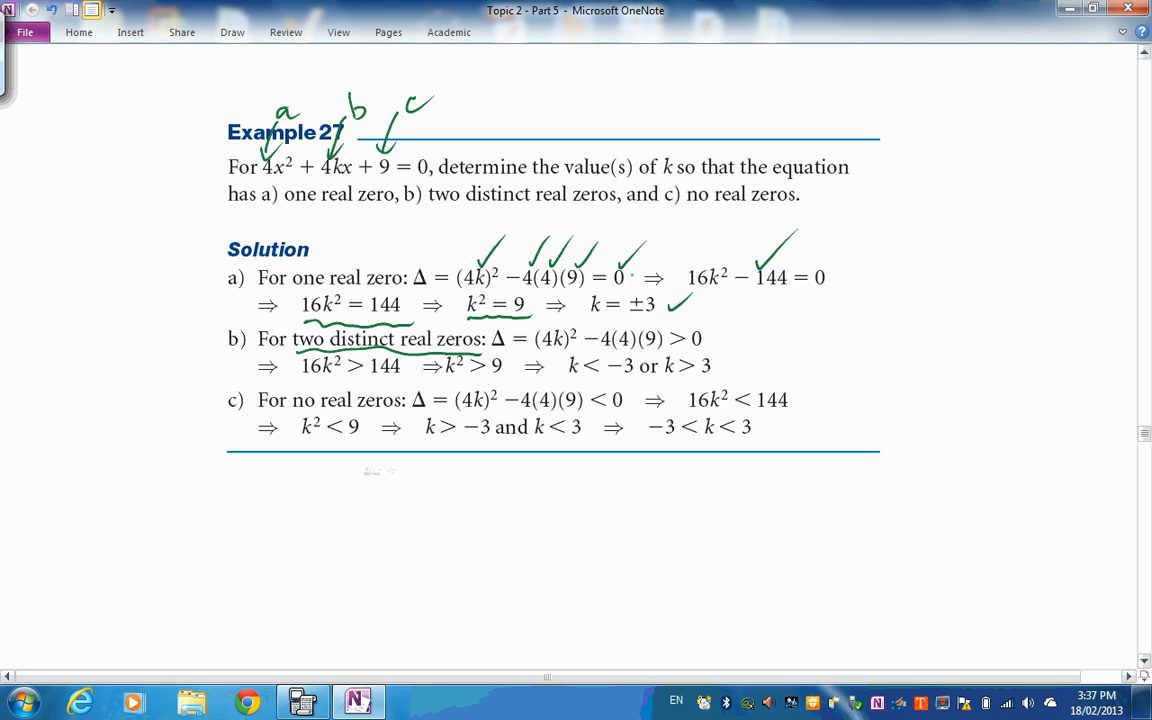 Topic 2 - Part 5 - Microsoft OneNote
File Home Insert Share Draw Review View Pages Academic
a b c
Example 27
For 4x² + 4kx + 9 = 0, determine the value(s) of k so that the equation
has a) one real zero, b) two distinct real zeros, and c) no real zeros.
Solution
a) For one real zero: Δ = (4k)² −4(4)(9) = 0 ⇒ 16k² − 144 = 0
⇒ 16k² = 144 ⇒ k² = 9 ⇒ k = ±3
b) For two distinct real zeros: Δ = (4k)² −4(4)(9) > 0
⇒ 16k² > 144 ⇒ k² > 9 ⇒ k < −3 or k > 3
c) For no real zeros: Δ = (4k)² −4(4)(9) < 0 ⇒ 16k² < 144
⇒ k² < 9 ⇒ k > −3 and k < 3 ⇒ −3 < k < 3
EN
3:37 PM
18/02/2013